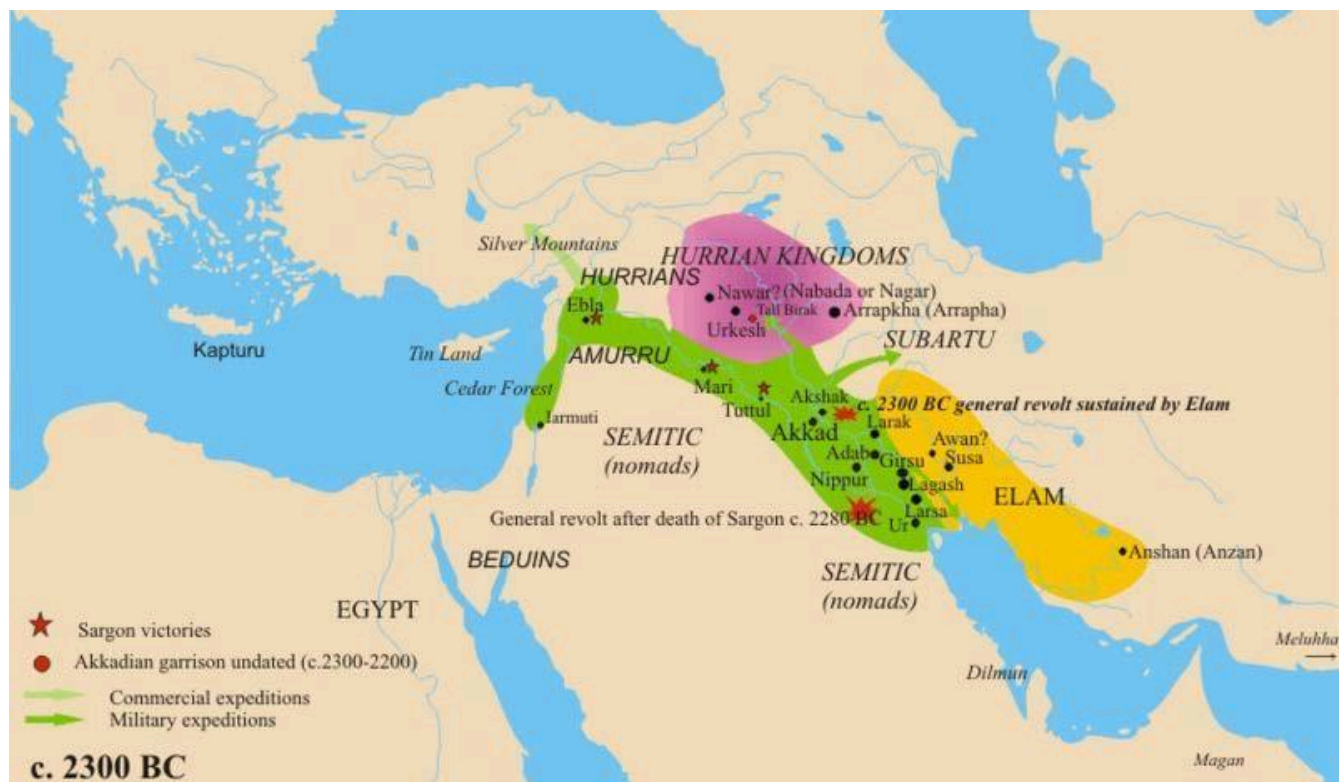 Silver Mountains
HURRIAN KINGDOMS
HURRIANS
Nawar? (Nabada or Nagar)
Ebla
Tall Birak
Arrapkha (Arrapha)
Urkesh
SUBARTU
Kapturu
Tin Land
AMURRU
Cedar Forest
Mari
Tuttul
Akshak
c. 2300 BC general revolt sustained by Elam
Iarmuti
Akkad
Larak
SEMITIC
(nomads)
Awan?
Adab
Girsu
Susa
Nippur
Lagash
ELAM
Larsa
General revolt after death of Sargon c. 2280 BC
Ur
Anshan (Anzan)
BEDUINS
SEMITIC
(nomads)
EGYPT
Sargon victories
Meluhha
Akkadian garrison undated (c.2300-2200)
Dilmun
Commercial expeditions
Military expeditions
Magan
c. 2300 BC